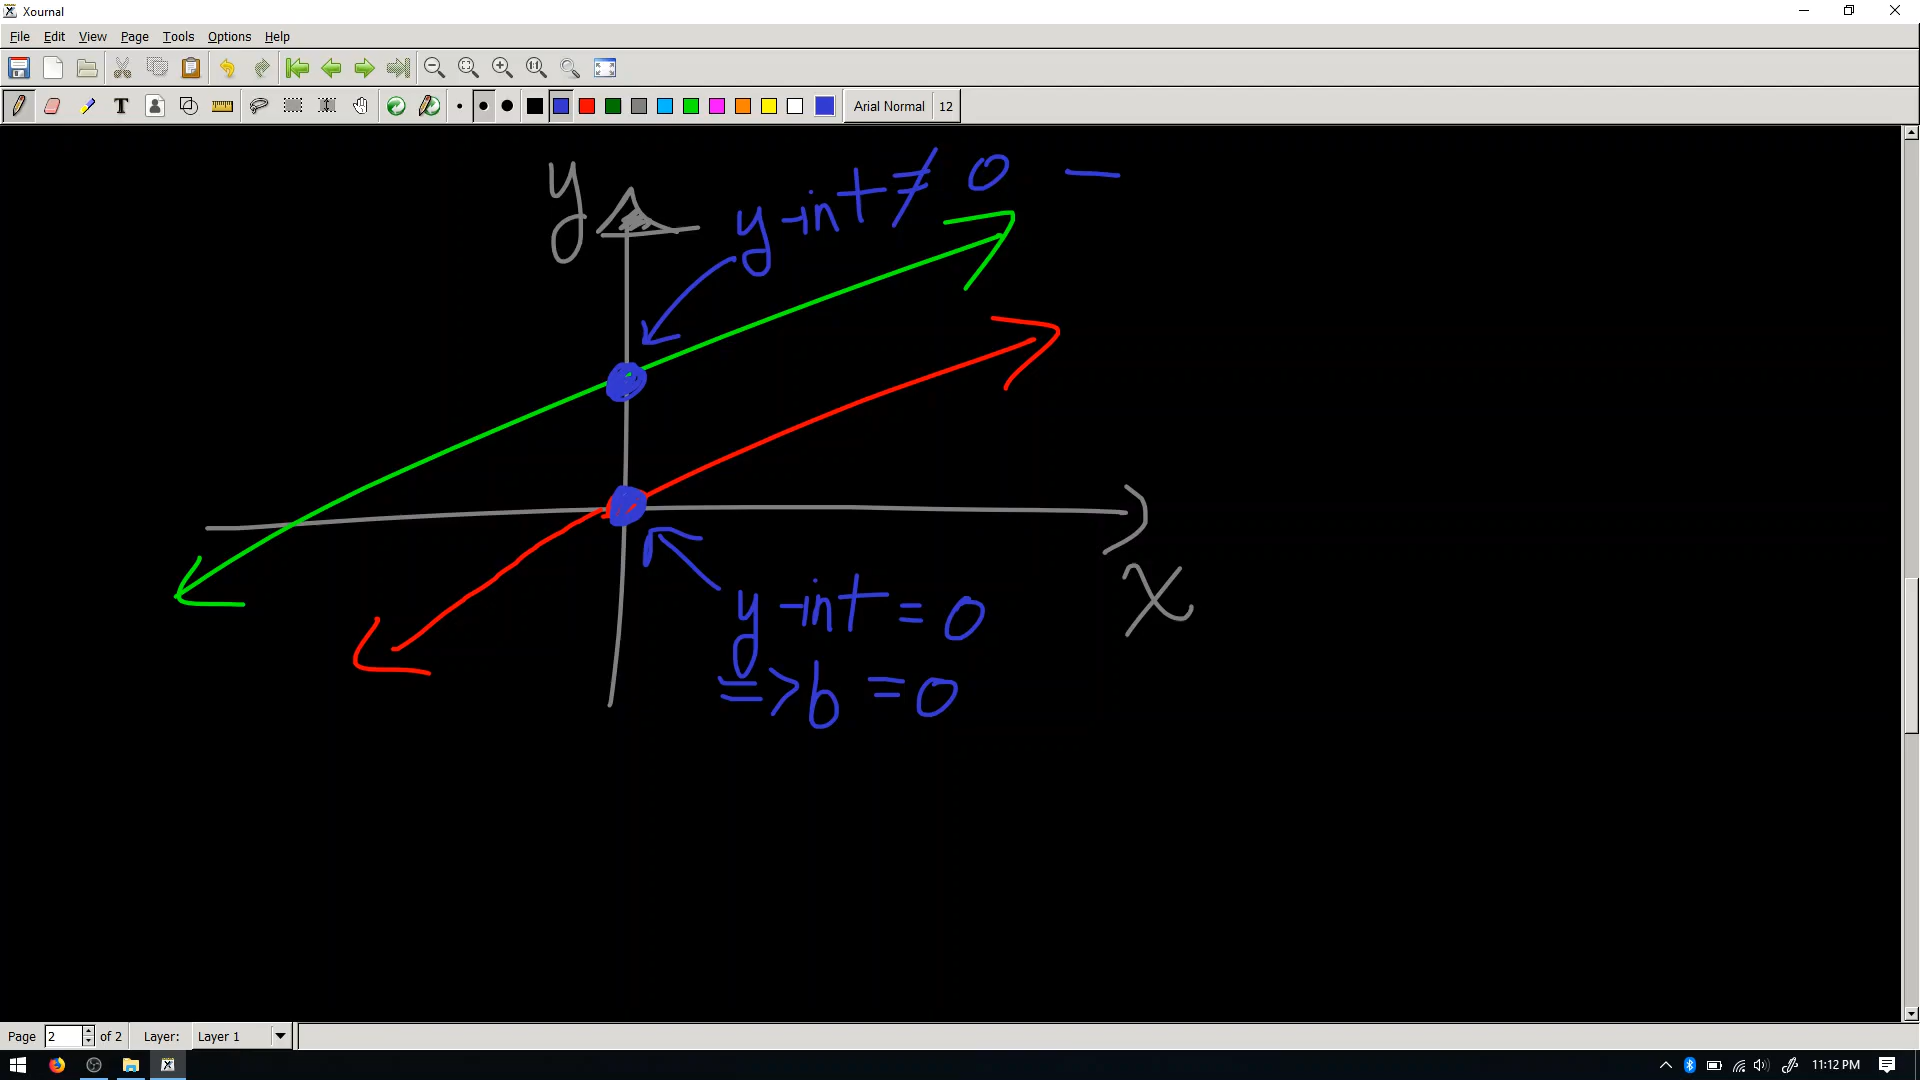 Xournal
File Edit View Page Tools Options Help
Arial Normal 12
y
y-int ≠ 0 —
x
y-int = 0
=> b = 0
Page 2 of 2 Layer: Layer 1
11:12 PM